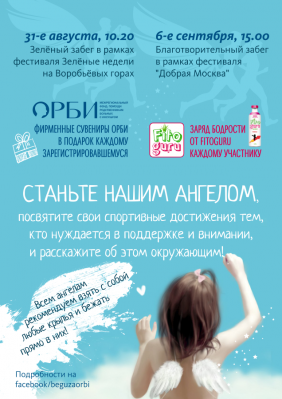 31-е августа, 10.20
Зелёный забег в рамках
фестиваля Зелёные недели
на Воробьёвых горах
6-е сентября, 15.00
Благотворительный забег
в рамках фестиваля
"Добрая Москва"
ОРБИ
ФИРМЕННЫЕ СУВЕНИРЫ ОРБИ
В ПОДАРОК КАЖДОМУ
ЗАРЕГИСТРИРОВАВШЕМУСЯ
Fito
guru
ЗАРЯД БОДРОСТИ
ОТ FITOGURU
КАЖДОМУ УЧАСТНИКУ
СТАНЬТЕ НАШИМ АНГЕЛОМ,
посвятите свои спортивные достижения тем,
кто нуждается в поддержке и внимании,
и расскажите об этом окружающим!
Всем ангелам
рекомендуем взять с собой
любые крылья и бежать
прямо в них!
Подробности на
facebook/beguzaorbi